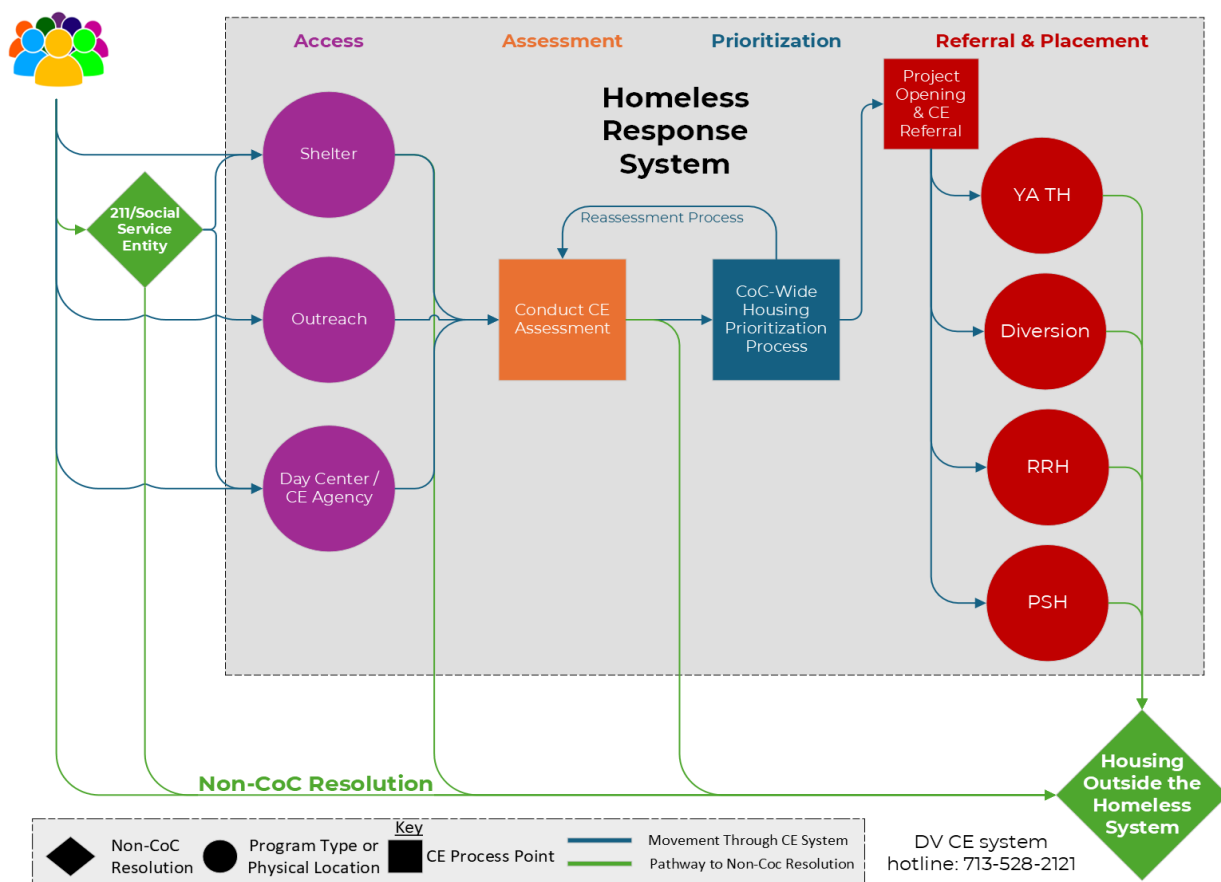 Access
Assessment
Prioritization
Referral & Placement
Homeless
Response
System
Project
Opening
& CE
Referral
Shelter
YA TH
211/Social
Service
Entity
Reassessment Process
Outreach
Conduct CE
Assessment
CoC-Wide
Housing
Prioritization
Process
Diversion
Day Center /
CE Agency
RRH
PSH
Non-CoC Resolution
Housing
Outside the
Homeless
System
Key
Non-CoC
Resolution
Program Type or
Physical Location
CE Process Point
Movement Through CE System
Pathway to Non-Coc Resolution
DV CE system
hotline: 713-528-2121